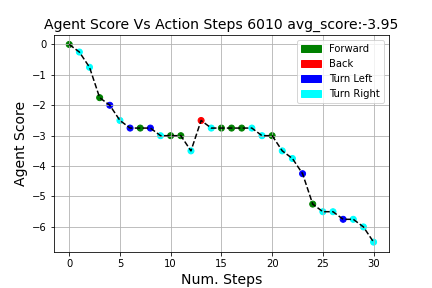 Agent Score Vs Action Steps 6010 avg_score:-3.95
Agent Score
0
−1
−2
−3
−4
−5
−6
Forward
Back
Turn Left
Turn Right
0 5 10 15 20 25 30
Num. Steps